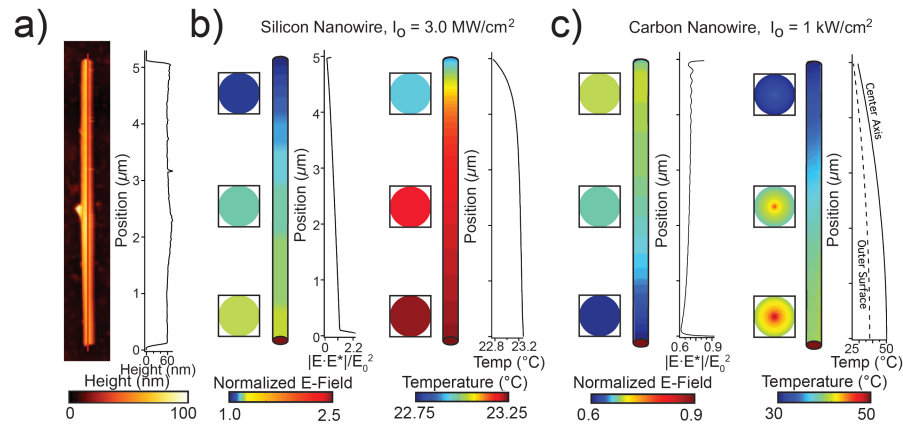 a)
b)
c)
Silicon Nanowire, I₀ = 3.0 MW/cm²
Carbon Nanowire, I₀ = 1 kW/cm²
5
4
3
2
1
0
Position (µm)
0 60
Height (nm)
Height (nm)
0 100
5
4
3
2
1
0
Position (µm)
0 2.2
|E·E*|/E₀²
Normalized E-Field
1.0 2.5
Position (µm)
22.8 23.2
Temp (°C)
Temperature (°C)
22.75 23.25
Position (µm)
0.6 0.9
|E·E*|/E₀²
Normalized E-Field
0.6 0.9
Position (µm)
Center Axis
Outer Surface
25 50
Temp (°C)
Temperature (°C)
30 50